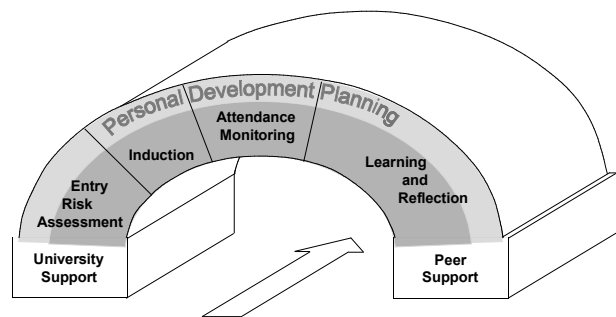 Personal Development Planning
Attendance
Monitoring
Induction
Learning
and
Reflection
Entry
Risk
Assessment
University
Support
Peer
Support